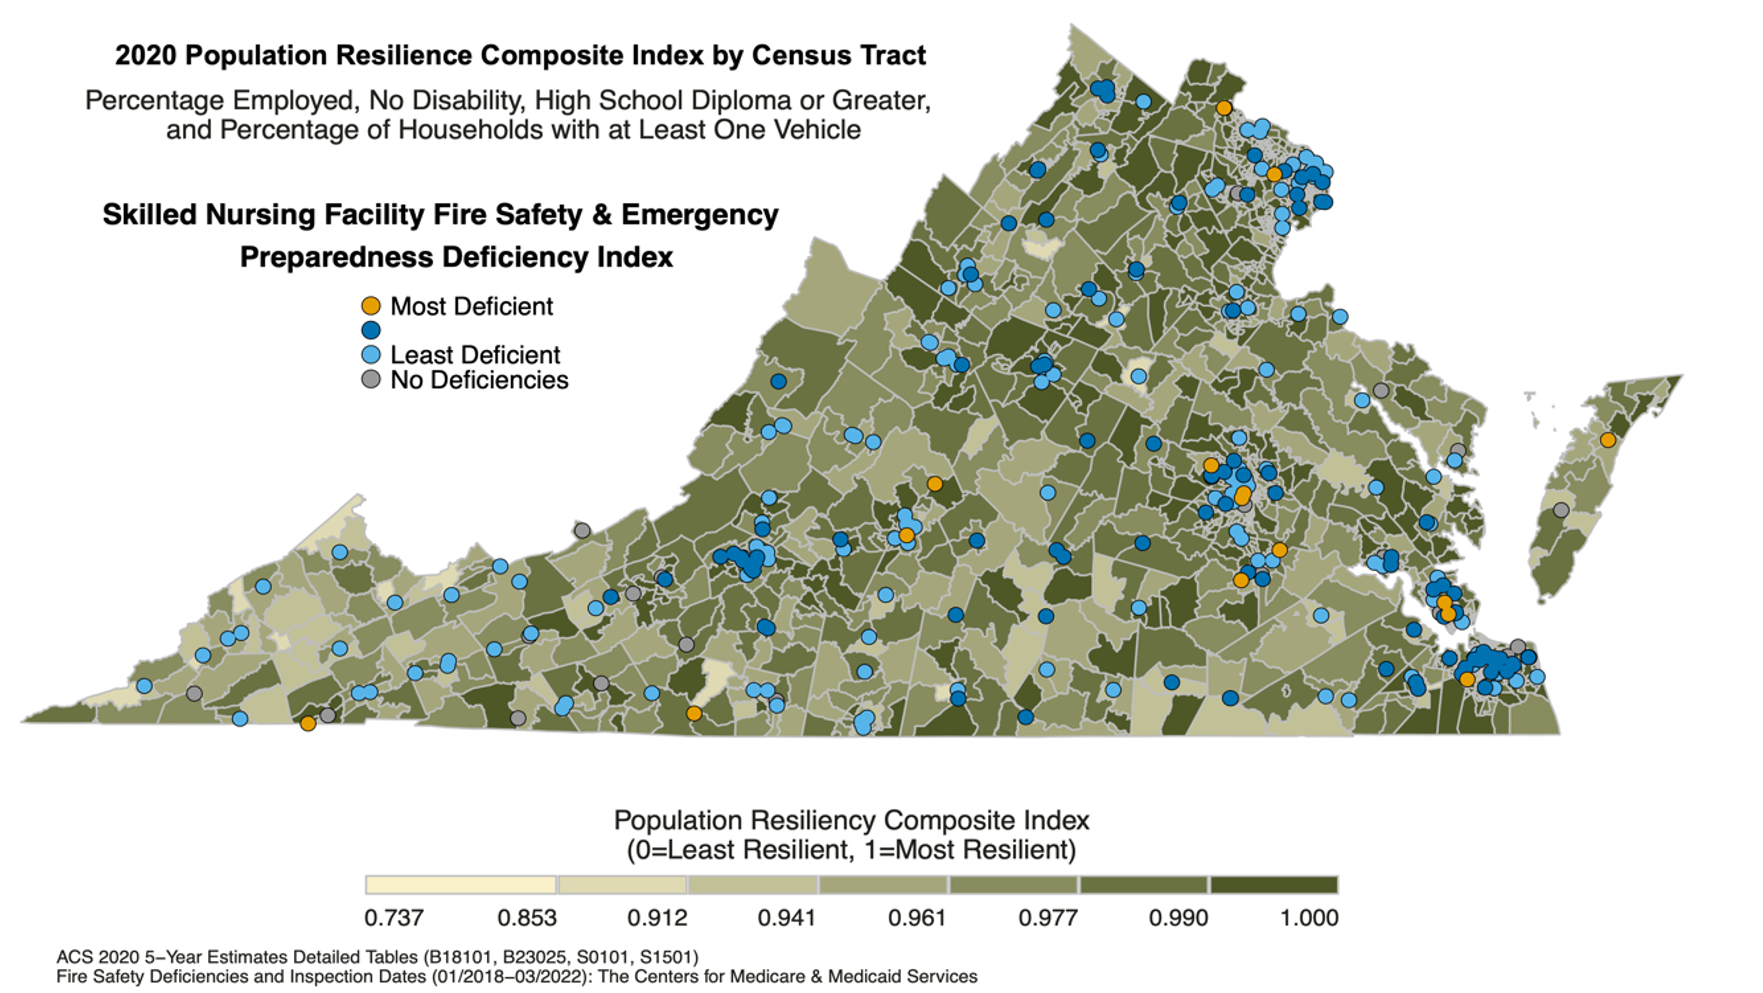 2020 Population Resilience Composite Index by Census Tract
Percentage Employed, No Disability, High School Diploma or Greater,
and Percentage of Households with at Least One Vehicle
Skilled Nursing Facility Fire Safety & Emergency
Preparedness Deficiency Index
Most Deficient
Least Deficient
No Deficiencies
Population Resiliency Composite Index
(0=Least Resilient, 1=Most Resilient)
0.737 0.853 0.912 0.941 0.961 0.977 0.990 1.000
ACS 2020 5−Year Estimates Detailed Tables (B18101, B23025, S0101, S1501)
Fire Safety Deficiencies and Inspection Dates (01/2018−03/2022): The Centers for Medicare & Medicaid Services